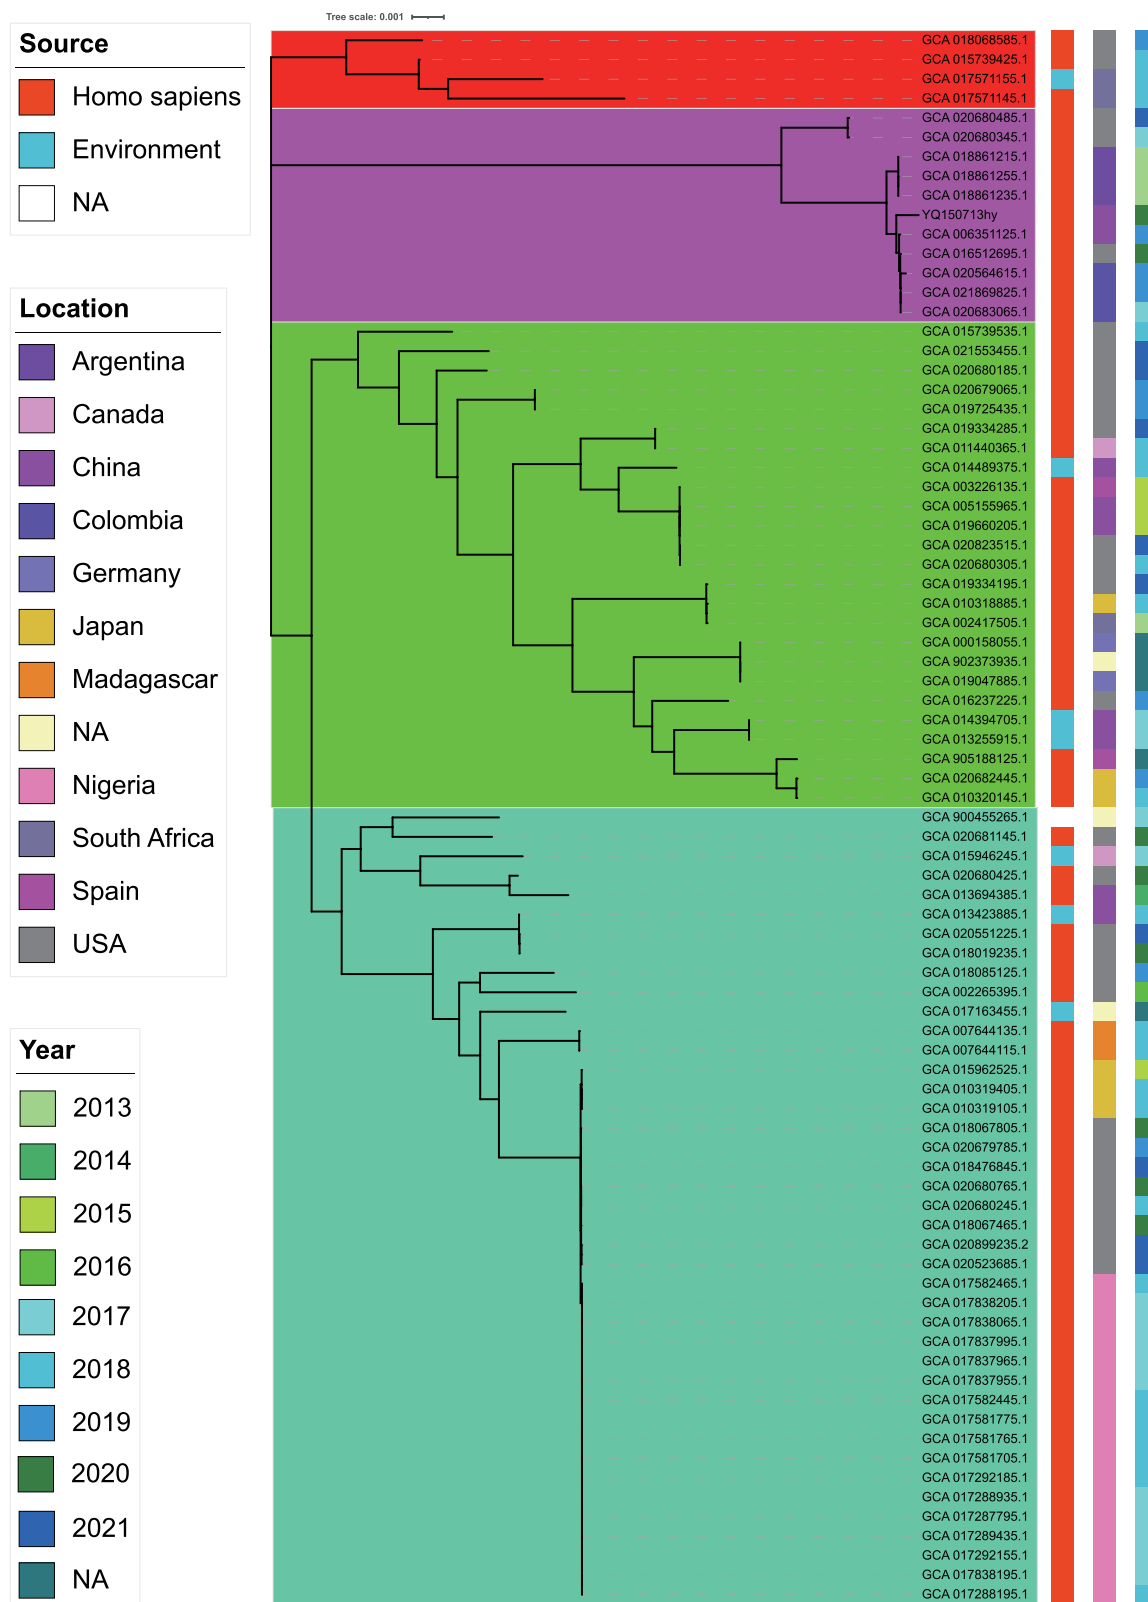 Tree scale: 0.001
Source
Homo sapiens
Environment
NA
Location
Argentina
Canada
China
Colombia
Germany
Japan
Madagascar
NA
Nigeria
South Africa
Spain
USA
Year
2013
2014
2015
2016
2017
2018
2019
2020
2021
NA
GCA 018068585.1
GCA 015739425.1
GCA 017571155.1
GCA 017571145.1
GCA 020680485.1
GCA 020680345.1
GCA 018861215.1
GCA 018861255.1
GCA 018861235.1
YQ150713hy
GCA 006351125.1
GCA 016512695.1
GCA 020564615.1
GCA 021869825.1
GCA 020683065.1
GCA 015739535.1
GCA 021553455.1
GCA 020680185.1
GCA 020679065.1
GCA 019725435.1
GCA 019334285.1
GCA 011440365.1
GCA 014489375.1
GCA 003226135.1
GCA 005155965.1
GCA 019660205.1
GCA 020823515.1
GCA 020680305.1
GCA 019334195.1
GCA 010318885.1
GCA 002417505.1
GCA 000158055.1
GCA 902373935.1
GCA 019047885.1
GCA 016237225.1
GCA 014394705.1
GCA 013255915.1
GCA 905188125.1
GCA 020682445.1
GCA 010320145.1
GCA 900455265.1
GCA 020681145.1
GCA 015946245.1
GCA 020680425.1
GCA 013694385.1
GCA 013423885.1
GCA 020551225.1
GCA 018019235.1
GCA 018085125.1
GCA 002265395.1
GCA 017163455.1
GCA 007644135.1
GCA 007644115.1
GCA 015962525.1
GCA 010319405.1
GCA 010319105.1
GCA 018067805.1
GCA 020679785.1
GCA 018476845.1
GCA 020680765.1
GCA 020680245.1
GCA 018067465.1
GCA 020899235.2
GCA 020523685.1
GCA 017582465.1
GCA 017838205.1
GCA 017838065.1
GCA 017837995.1
GCA 017837965.1
GCA 017837955.1
GCA 017582445.1
GCA 017581775.1
GCA 017581765.1
GCA 017581705.1
GCA 017292185.1
GCA 017288935.1
GCA 017287795.1
GCA 017289435.1
GCA 017292155.1
GCA 017838195.1
GCA 017288195.1